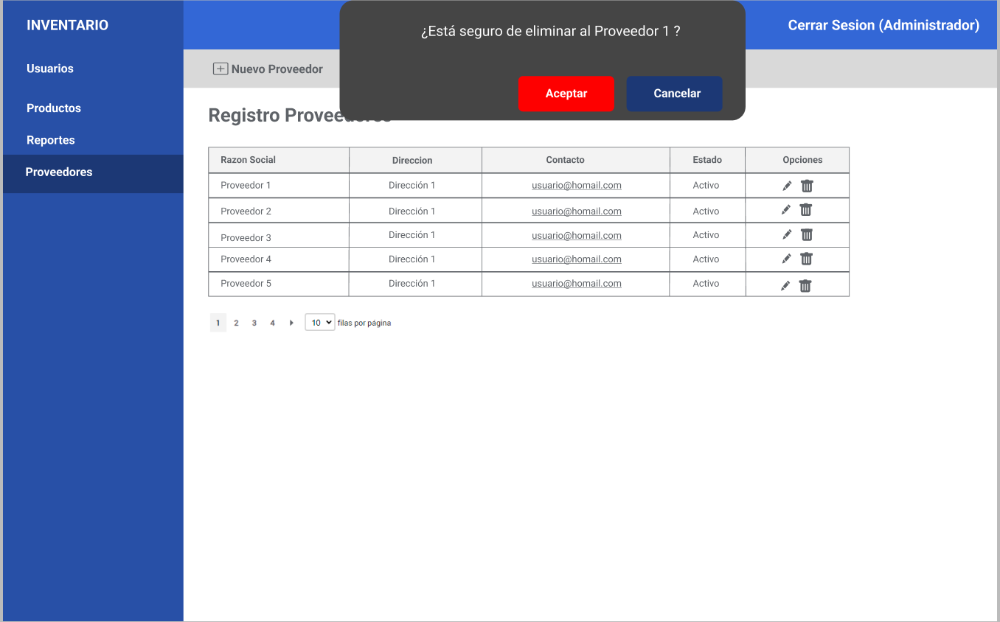 INVENTARIO
¿Está seguro de eliminar al Proveedor 1 ?
Cerrar Sesion (Administrador)
Usuarios
Nuevo Proveedor
Aceptar
Cancelar
Productos
Registro Proveedores
Reportes
Proveedores
Razon Social Direccion Contacto Estado Opciones
Proveedor 1 Dirección 1 usuario@homail.com Activo
Proveedor 2 Dirección 1 usuario@homail.com Activo
Proveedor 3 Dirección 1 usuario@homail.com Activo
Proveedor 4 Dirección 1 usuario@homail.com Activo
Proveedor 5 Dirección 1 usuario@homail.com Activo
1 2 3 4 10 filas por página